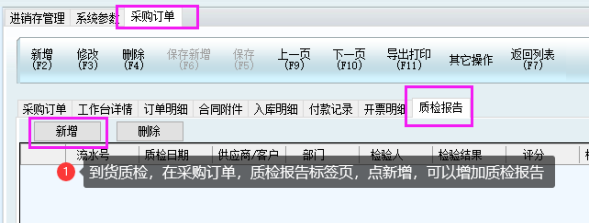 进销存管理 系统参数 采购订单
新增 修改 删除 保存新增 保存 上一页 下一页 导出打印 其它操作 返回列表
(F2) (F3) (F4) (F6) (F5) (F9) (F10) (F11) (F7)
采购订单 工作台详情 订单明细 合同附件 入库明细 付款记录 开票明细 质检报告
新增 删除
流水号 质检日期 供应商/客户 部门 检验人 检验结果 评分
1 到货质检，在采购订单，质检报告标签页，点新增，可以增加质检报告